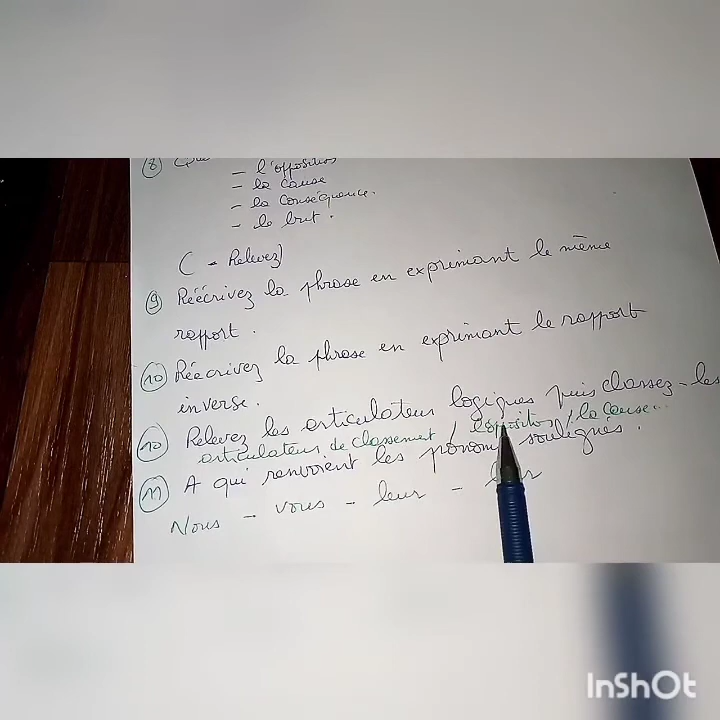 8
- l'opposition
- la cause
- la conséquence.
- le but.
( - Relevez)
9 Réécrivez la phrase en exprimant le même
rapport.
10 Réécrivez la phrase en exprimant le rapport
inverse.
10 Relevez les articulateurs logiques puis classez-les
articulateurs de classement / l'opposition / la cause...
11 A qui renvoient les pronoms soulignés.
Nous - vous - leur -
InShOt